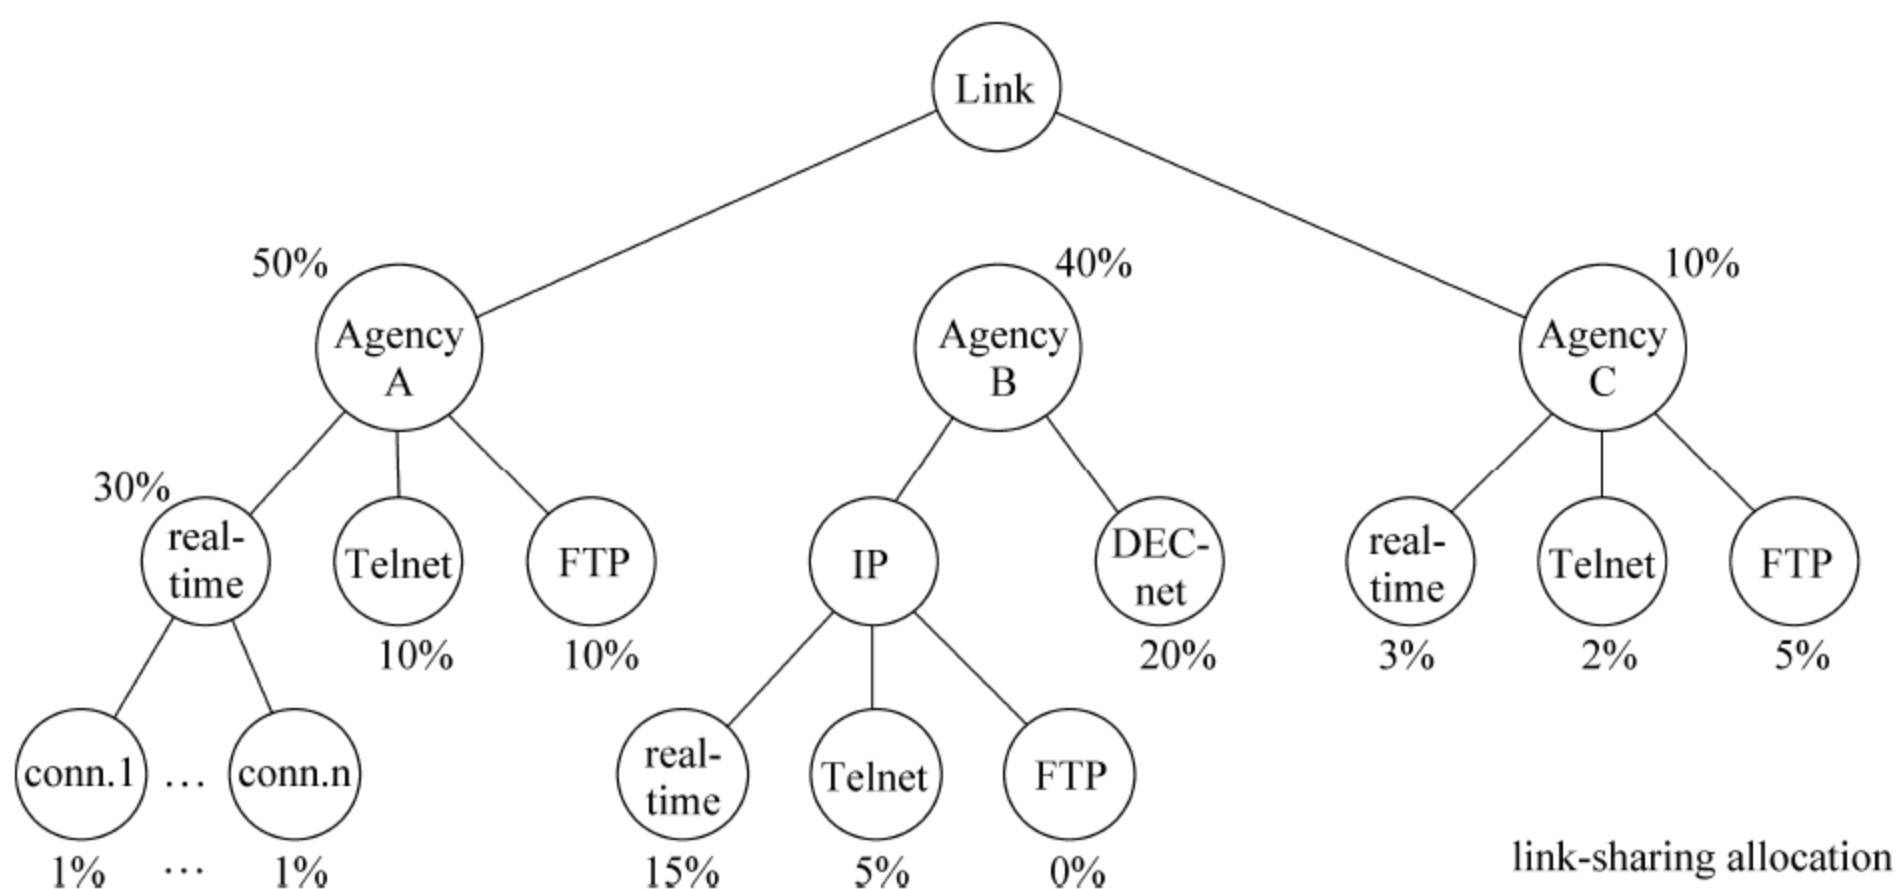 Link
50%
40%
10%
Agency
A
Agency
B
Agency
C
30%
real-
time
Telnet
FTP
IP
DEC-
net
real-
time
Telnet
FTP
10%
10%
20%
3%
2%
5%
conn.1
...
conn.n
real-
time
Telnet
FTP
1%
...
1%
15%
5%
0%
link-sharing allocation